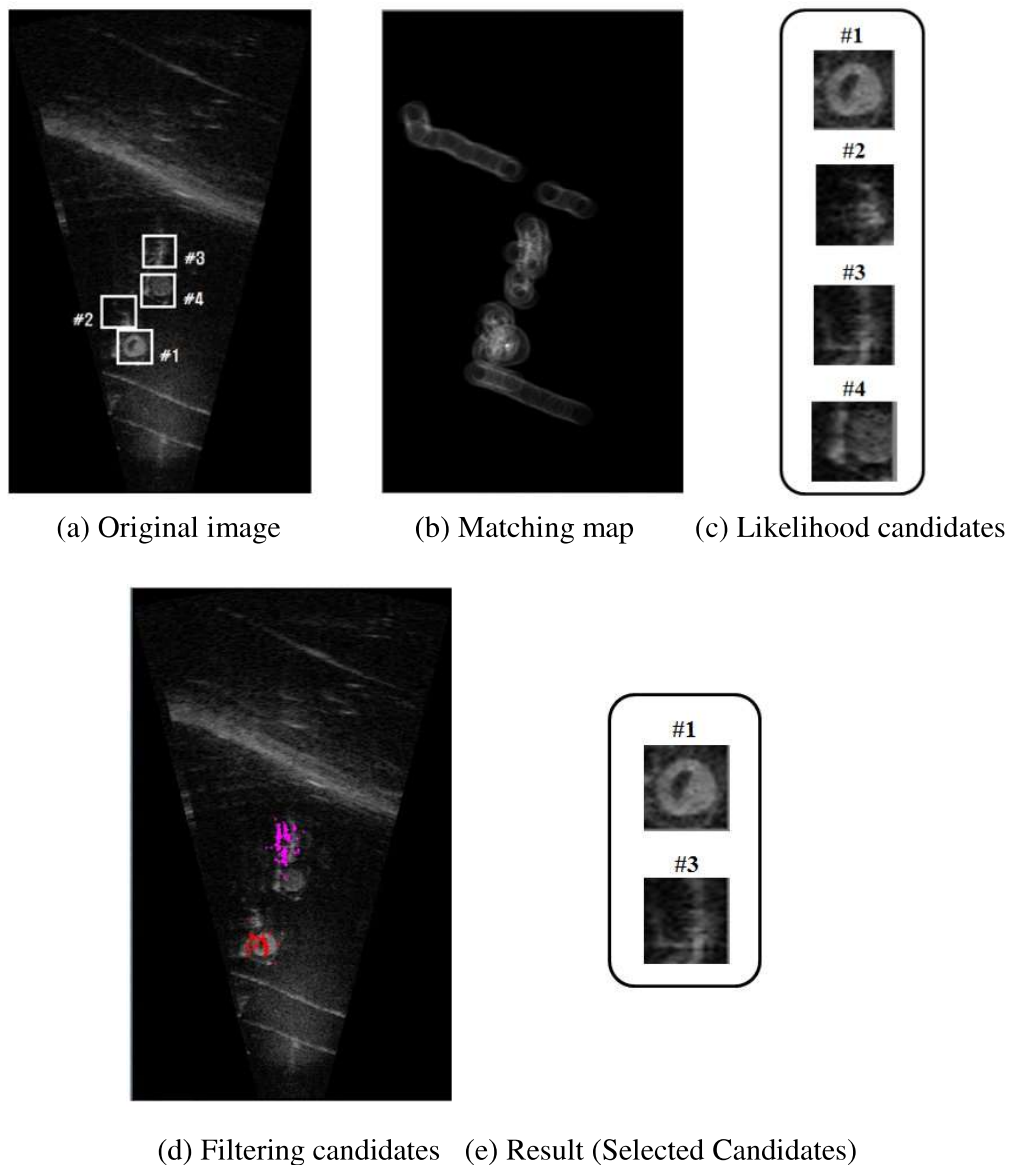 #3
#4
#2
#1
#1
#2
#3
#4
(a) Original image
(b) Matching map
(c) Likelihood candidates
#1
#3
(d) Filtering candidates
(e) Result (Selected Candidates)